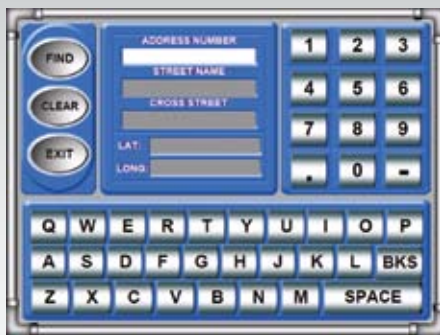 FIND
CLEAR
EXIT
ADDRESS NUMBER
STREET NAME
CROSS STREET
LAT:
LONG:
1 2 3
4 5 6
7 8 9
. 0 -
Q W E R T Y U I O P
A S D F G H J K L BKS
Z X C V B N M SPACE